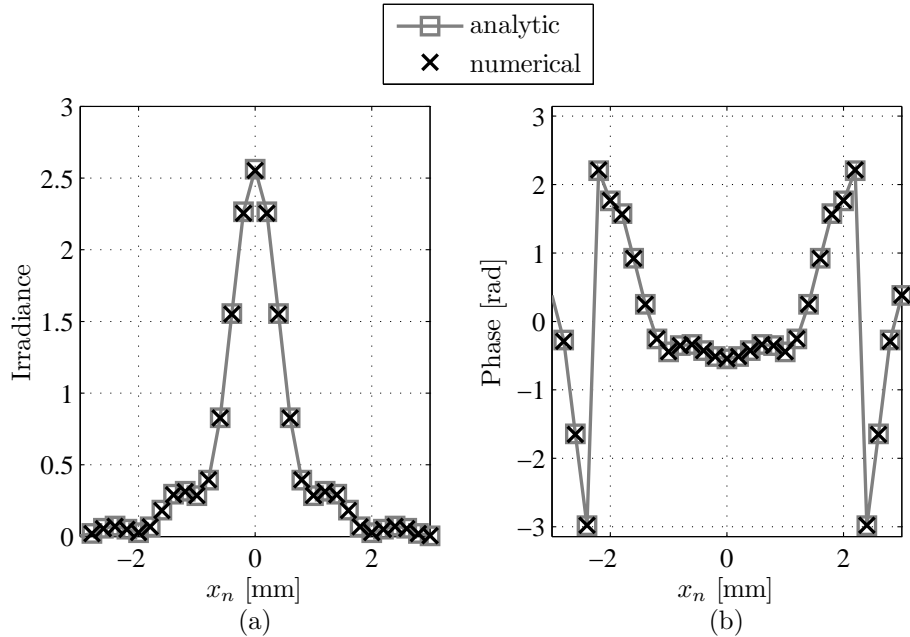 analytic
numerical
3
2.5
2
1.5
1
0.5
0
Irradiance
−2
0
2
x_n [mm]
(a)
3
2
1
0
−1
−2
−3
Phase [rad]
−2
0
2
x_n [mm]
(b)